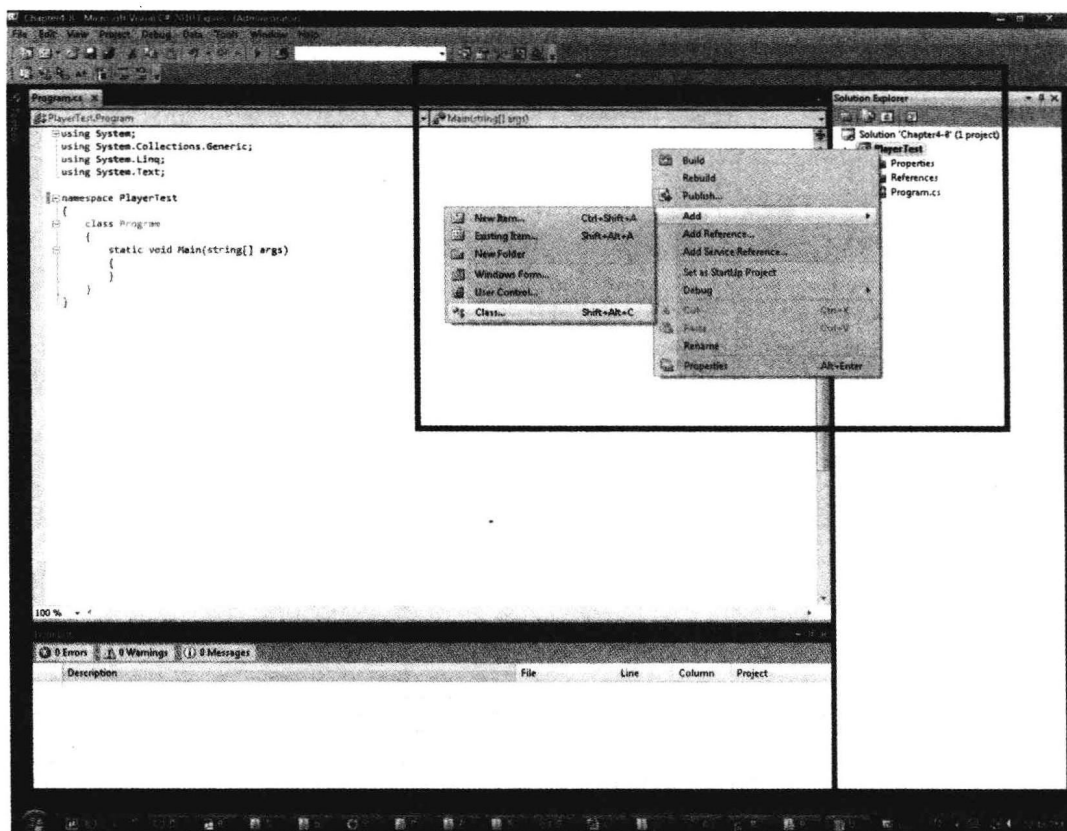 Chapter4-8 - Microsoft Visual C# 2010 Express (Administrator)
File Edit View Project Debug Data Tools Window Help
Program.cs
PlayerTest.Program
Main(string[] args)
using System;
using System.Collections.Generic;
using System.Linq;
using System.Text;
namespace PlayerTest
{
class Program
{
static void Main(string[] args)
{
}
}
}
Build
Rebuild
Publish...
Add
Add Reference...
Add Service Reference...
Set as StartUp Project
Debug
Cut Ctrl+X
Paste Ctrl+V
Rename
Properties Alt+Enter
New Item... Ctrl+Shift+A
Existing Item... Shift+Alt+A
New Folder
Windows Form...
User Control...
Class... Shift+Alt+C
Solution Explorer
Solution 'Chapter4-8' (1 project)
PlayerTest
Properties
References
Program.cs
100 %
0 Errors 0 Warnings 0 Messages
Description File Line Column Project